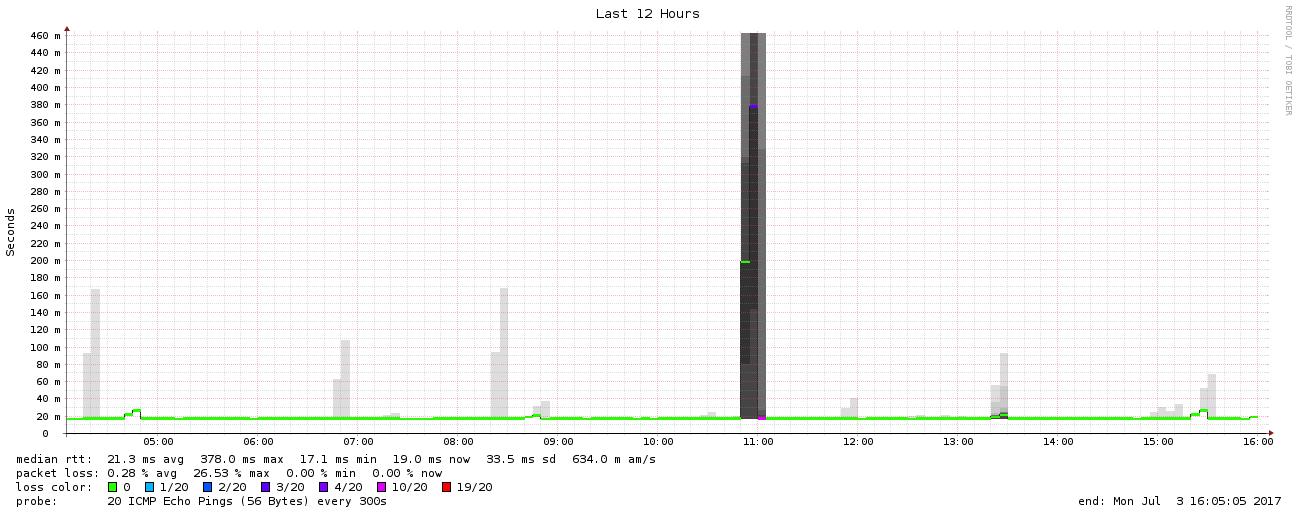 Last 12 Hours
RRDTOOL / TOBI OETIKER
Seconds
460 m
440 m
420 m
400 m
380 m
360 m
340 m
320 m
300 m
280 m
260 m
240 m
220 m
200 m
180 m
160 m
140 m
120 m
100 m
80 m
60 m
40 m
20 m
0
05:00 06:00 07:00 08:00 09:00 10:00 11:00 12:00 13:00 14:00 15:00 16:00
median rtt: 21.3 ms avg 378.0 ms max 17.1 ms min 19.0 ms now 33.5 ms sd 634.0 m am/s
packet loss: 0.28 % avg 26.53 % max 0.00 % min 0.00 % now
loss color: 0 1/20 2/20 3/20 4/20 10/20 19/20
probe: 20 ICMP Echo Pings (56 Bytes) every 300s end: Mon Jul 3 16:05:05 2017